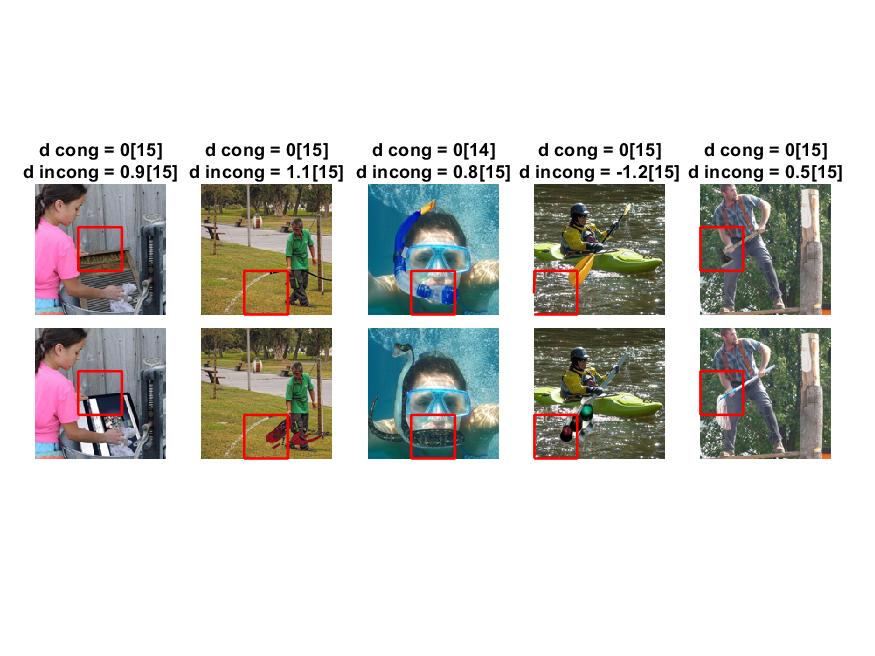 d cong = 0[15]
d incong = 0.9[15]
d cong = 0[15]
d incong = 1.1[15]
d cong = 0[14]
d incong = 0.8[15]
d cong = 0[15]
d incong = -1.2[15]
d cong = 0[15]
d incong = 0.5[15]